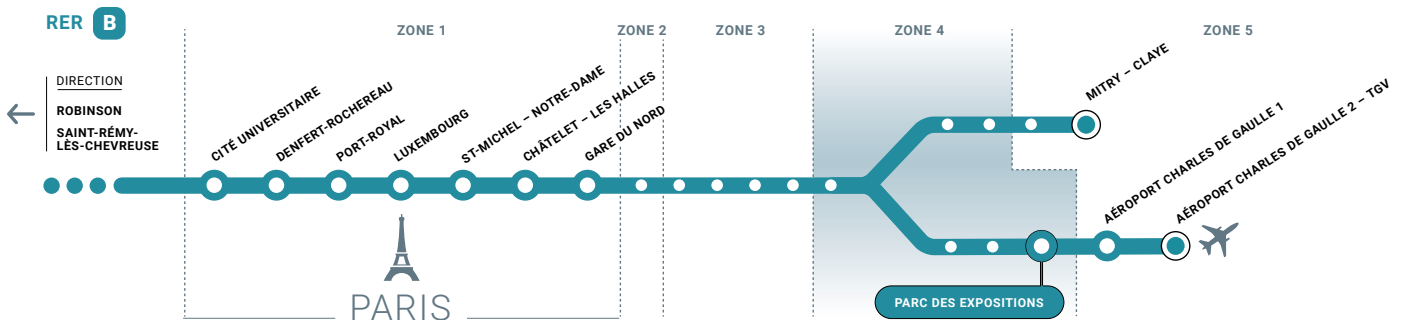 RER B
ZONE 1
ZONE 2
ZONE 3
ZONE 4
ZONE 5
DIRECTION
ROBINSON
SAINT-RÉMY-
LÈS-CHEVREUSE
CITÉ UNIVERSITAIRE
DENFERT-ROCHEREAU
PORT-ROYAL
LUXEMBOURG
ST-MICHEL – NOTRE-DAME
CHÂTELET – LES HALLES
GARE DU NORD
MITRY – CLAYE
AÉROPORT CHARLES DE GAULLE 1
AÉROPORT CHARLES DE GAULLE 2 – TGV
PARC DES EXPOSITIONS
PARIS